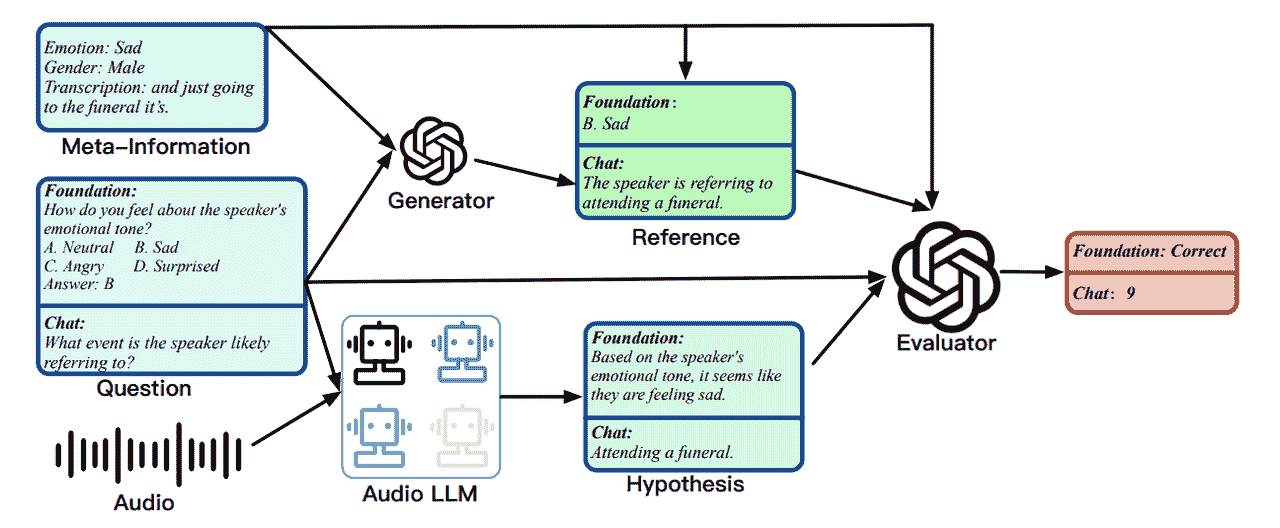 Emotion: Sad
Gender: Male
Transcription: and just going
to the funeral it's.
Meta-Information
Foundation:
How do you feel about the speaker's
emotional tone?
A. Neutral B. Sad
C. Angry D. Surprised
Answer: B
Chat:
What event is the speaker likely
referring to?
Question
Audio
Generator
Audio LLM
Foundation:
B. Sad
Chat:
The speaker is referring to
attending a funeral.
Reference
Foundation:
Based on the speaker's
emotional tone, it seems like
they are feeling sad.
Chat:
Attending a funeral.
Hypothesis
Evaluator
Foundation: Correct
Chat: 9